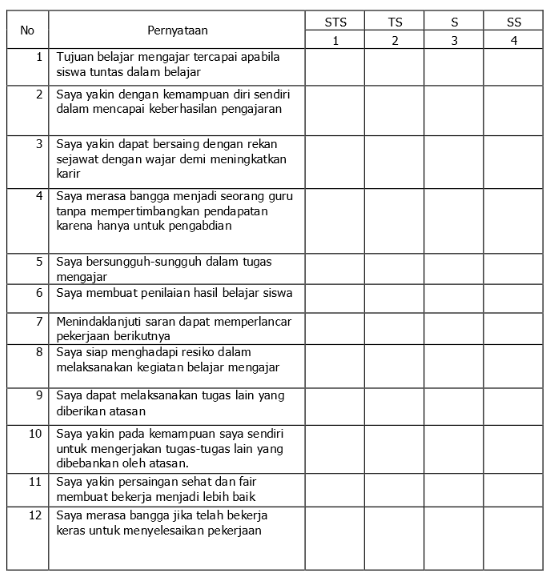 No Pernyataan STS TS S SS
1 2 3 4
1 Tujuan belajar mengajar tercapai apabila
siswa tuntas dalam belajar
2 Saya yakin dengan kemampuan diri sendiri
dalam mencapai keberhasilan pengajaran
3 Saya yakin dapat bersaing dengan rekan
sejawat dengan wajar demi meningkatkan
karir
4 Saya merasa bangga menjadi seorang guru
tanpa mempertimbangkan pendapatan
karena hanya untuk pengabdian
5 Saya bersungguh-sungguh dalam tugas
mengajar
6 Saya membuat penilaian hasil belajar siswa
7 Menindaklanjuti saran dapat memperlancar
pekerjaan berikutnya
8 Saya siap menghadapi resiko dalam
melaksanakan kegiatan belajar mengajar
9 Saya dapat melaksanakan tugas lain yang
diberikan atasan
10 Saya yakin pada kemampuan saya sendiri
untuk mengerjakan tugas-tugas lain yang
dibebankan oleh atasan.
11 Saya yakin persaingan sehat dan fair
membuat bekerja menjadi lebih baik
12 Saya merasa bangga jika telah bekerja
keras untuk menyelesaikan pekerjaan